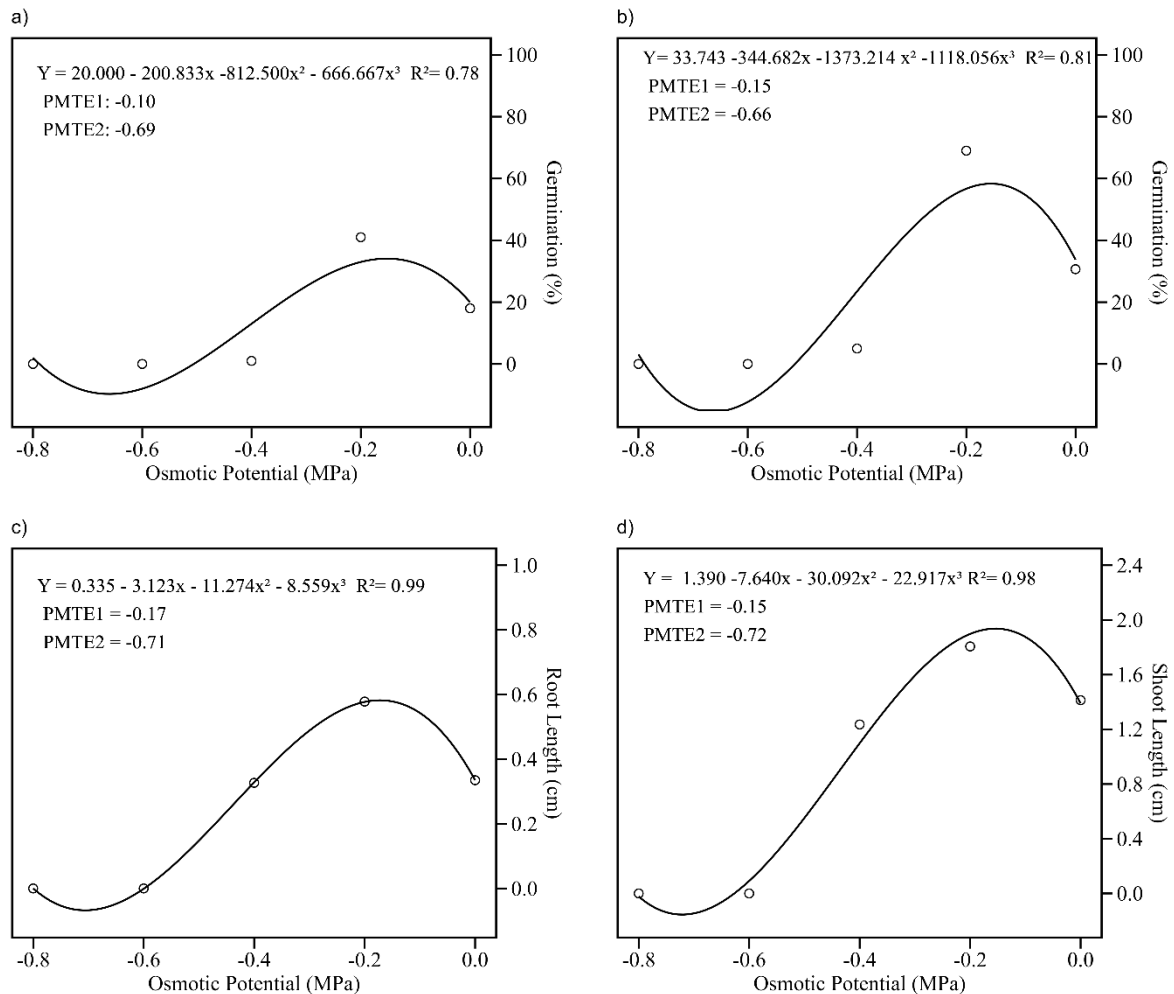 a)
Y = 20.000 - 200.833x -812.500x² - 666.667x³ R²= 0.78
PMTE1: -0.10
PMTE2: -0.69
100
80
60
40
20
0
Germination (%)
-0.8 -0.6 -0.4 -0.2 0.0
Osmotic Potential (MPa)
b)
Y= 33.743 -344.682x -1373.214 x² -1118.056x³ R²= 0.81
PMTE1 = -0.15
PMTE2 = -0.66
100
80
60
40
20
0
Germination (%)
-0.8 -0.6 -0.4 -0.2 0.0
Osmotic Potential (MPa)
c)
Y = 0.335 - 3.123x - 11.274x² - 8.559x³ R²= 0.99
PMTE1 = -0.17
PMTE2 = -0.71
1.0
0.8
0.6
0.4
0.2
0.0
Root Length (cm)
-0.8 -0.6 -0.4 -0.2 0.0
Osmotic Potential (MPa)
d)
Y = 1.390 -7.640x - 30.092x² - 22.917x³ R²= 0.98
PMTE1 = -0.15
PMTE2 = -0.72
2.4
2.0
1.6
1.2
0.8
0.4
0.0
Shoot Length (cm)
-0.8 -0.6 -0.4 -0.2 0.0
Osmotic Potential (MPa)